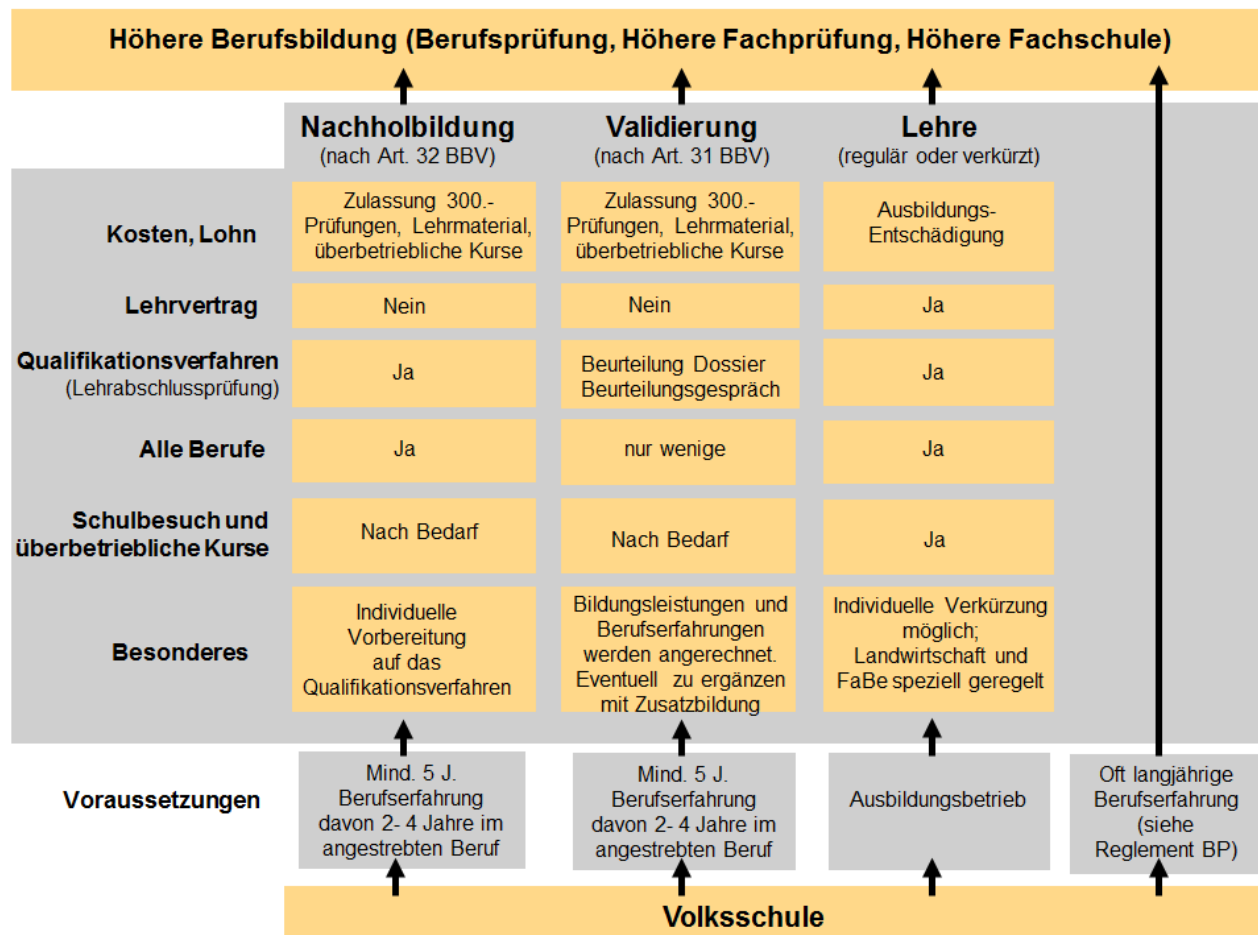 Höhere Berufsbildung (Berufsprüfung, Höhere Fachprüfung, Höhere Fachschule)
Nachholbildung
(nach Art. 32 BBV)
Validierung
(nach Art. 31 BBV)
Lehre
(regulär oder verkürzt)
Kosten, Lohn
Zulassung 300.-
Prüfungen, Lehrmaterial,
überbetriebliche Kurse
Zulassung 300.-
Prüfungen, Lehrmaterial,
überbetriebliche Kurse
Ausbildungs-
Entschädigung
Lehrvertrag
Nein
Nein
Ja
Qualifikationsverfahren
(Lehrabschlussprüfung)
Ja
Beurteilung Dossier
Beurteilungsgespräch
Ja
Alle Berufe
Ja
nur wenige
Ja
Schulbesuch und
überbetriebliche Kurse
Nach Bedarf
Nach Bedarf
Ja
Besonderes
Individuelle
Vorbereitung
auf das
Qualifikationsverfahren
Bildungsleistungen und
Berufserfahrungen
werden angerechnet.
Eventuell zu ergänzen
mit Zusatzbildung
Individuelle Verkürzung
möglich;
Landwirtschaft und
FaBe speziell geregelt
Voraussetzungen
Mind. 5 J.
Berufserfahrung
davon 2- 4 Jahre im
angestrebten Beruf
Mind. 5 J.
Berufserfahrung
davon 2- 4 Jahre im
angestrebten Beruf
Ausbildungsbetrieb
Oft langjährige
Berufserfahrung
(siehe
Reglement BP)
Volksschule